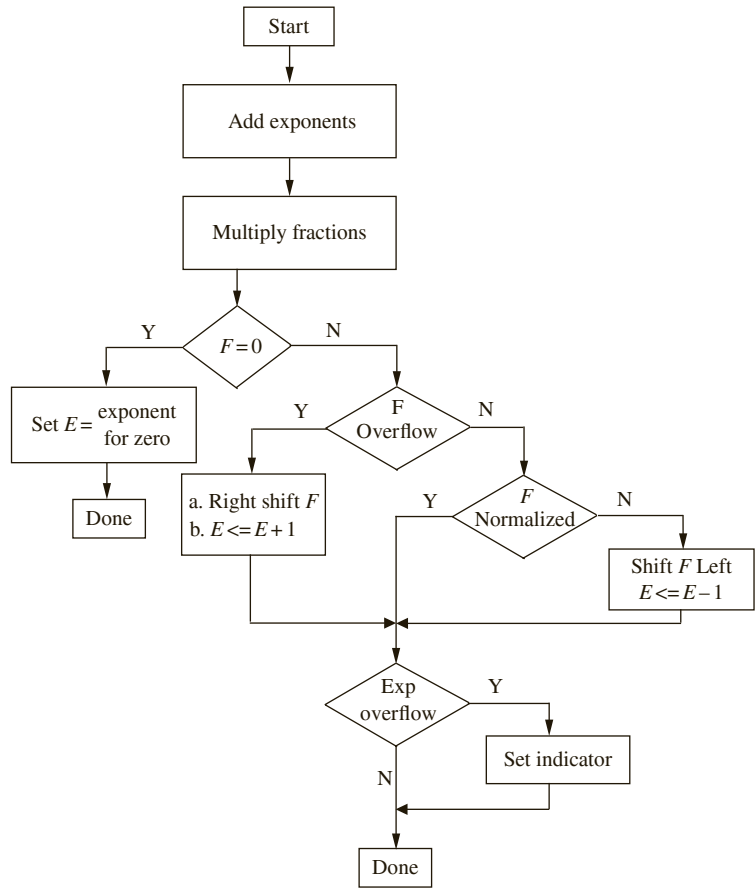 Start
Add exponents
Multiply fractions
Y
N
F=0
Set E= exponent
for zero
Done
Y
F
Overflow
N
a. Right shift F
b. E<=E+1
Y
F
Normalized
N
Shift F Left
E<=E–1
Exp
overflow
Y
Set indicator
N
Done